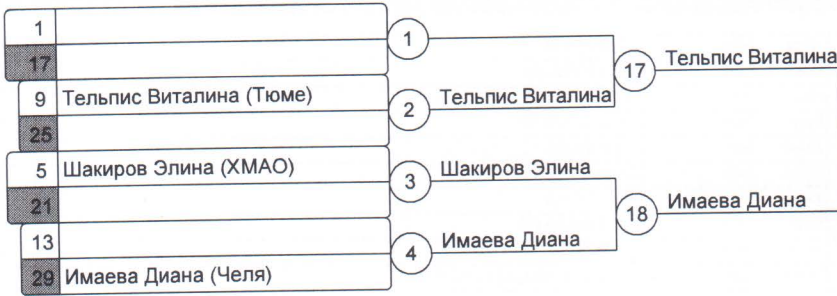 1
17
1
9 Тельпис Виталина (Тюме)
25
2
Тельпис Виталина
17
Тельпис Виталина
5 Шакиров Элина (ХМАО)
21
3
Шакиров Элина
13
29 Имаева Диана (Челя)
4
Имаева Диана
18
Имаева Диана